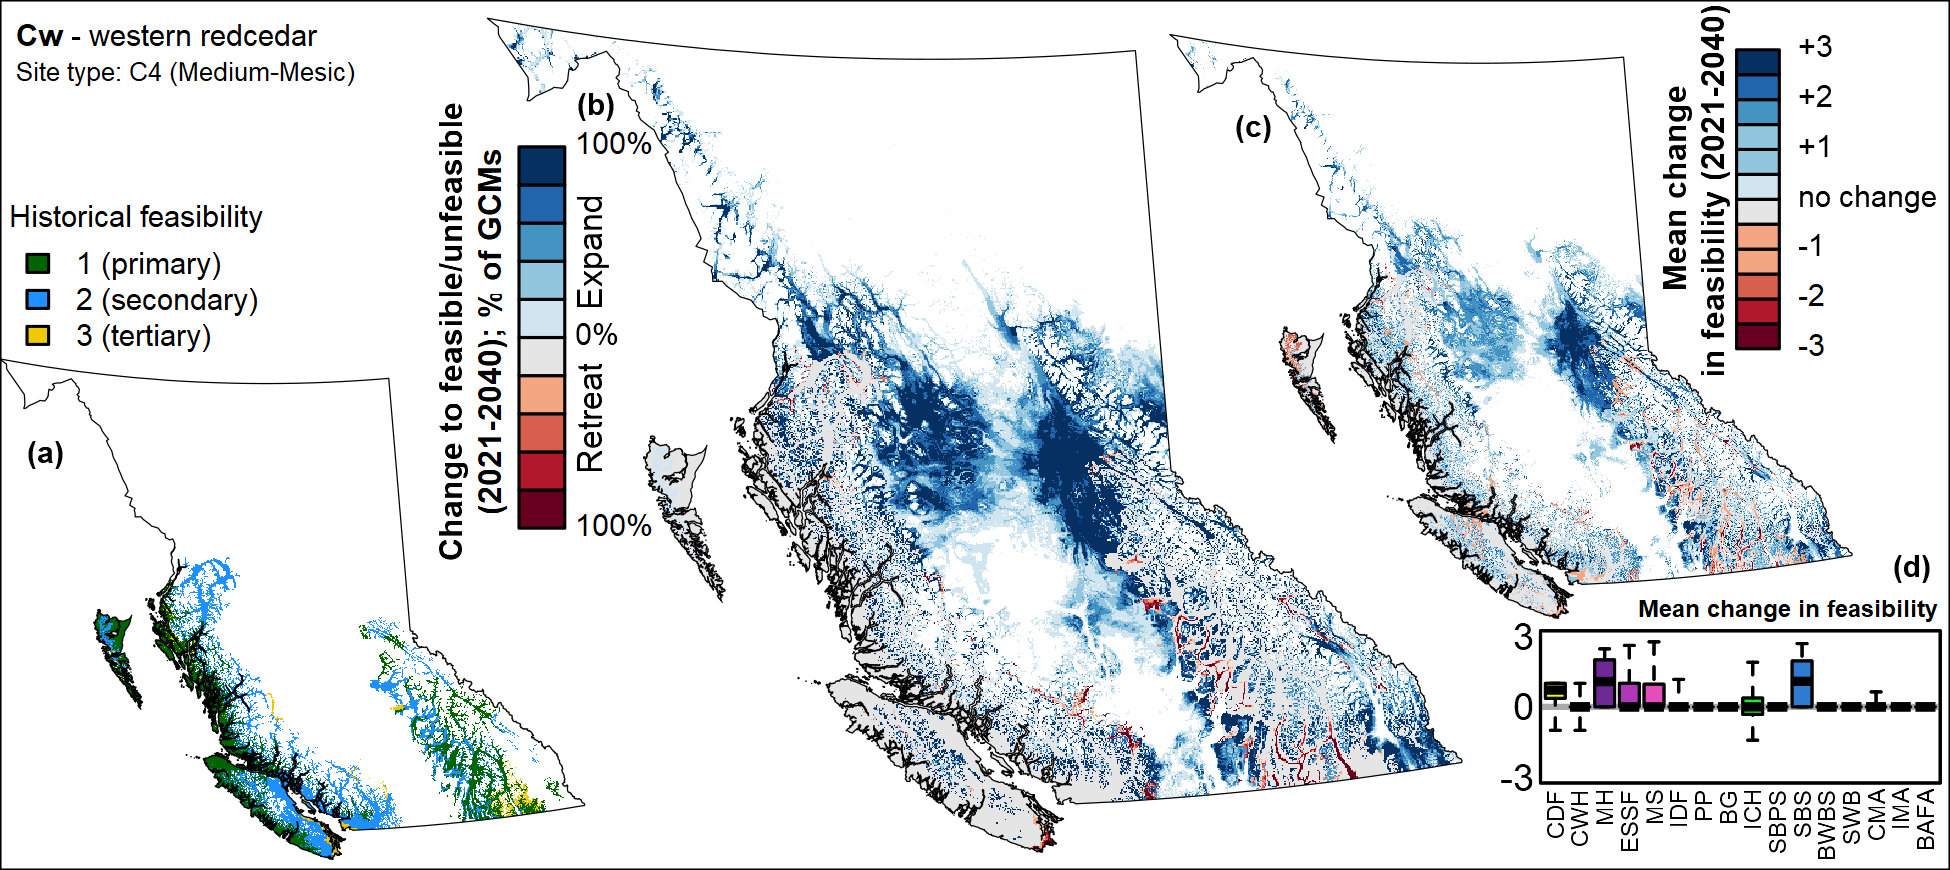 Cw - western redcedar
Site type: C4 (Medium-Mesic)
Historical feasibility
1 (primary)
2 (secondary)
3 (tertiary)
(a)
Change to feasible/unfeasible
(2021-2040); % of GCMs
100%
Expand
0%
Retreat
100%
(b)
(c)
Mean change
in feasibility (2021-2040)
+3
+2
+1
no change
-1
-2
-3
(d)
Mean change in feasibility
3
0
-3
CDF
CWH
MH
ESSF
MS
IDF
PP
BG
ICH
SBPS
SBS
BWBS
SWB
CMA
IMA
BAFA